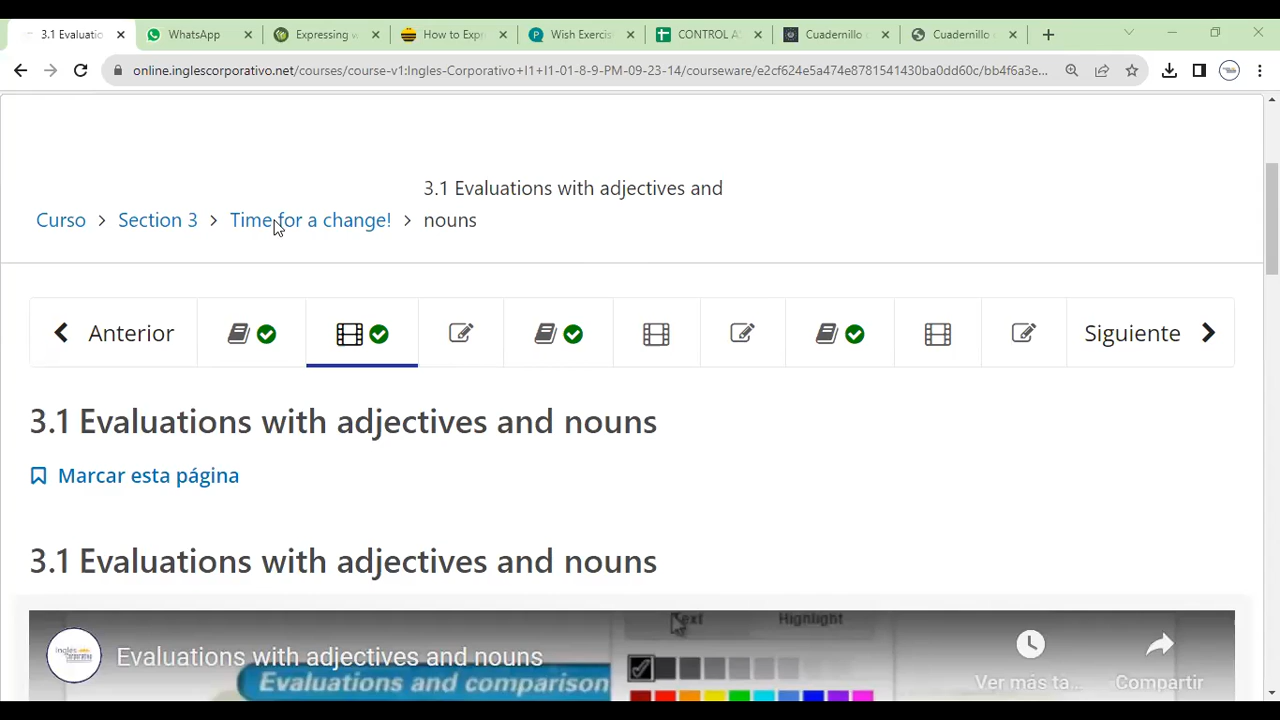 3.1 Evaluatio
WhatsApp
Expressing w
How to Expr
Wish Exercis
CONTROL A
Cuadernillo
Cuadernillo
online.inglescorporativo.net/courses/course-v1:Ingles-Corporativo+I1+I1-01-8-9-PM-09-23-14/courseware/e2cf624e5a474e8781541430ba0dd60c/bb4f6a3e...
3.1 Evaluations with adjectives and
Curso > Section 3 > Time for a change! > nouns
Anterior
Siguiente
3.1 Evaluations with adjectives and nouns
Marcar esta página
3.1 Evaluations with adjectives and nouns
Text Highlight
Evaluations with adjectives and nouns
Evaluations and comparison
Ver más ta... Compartir